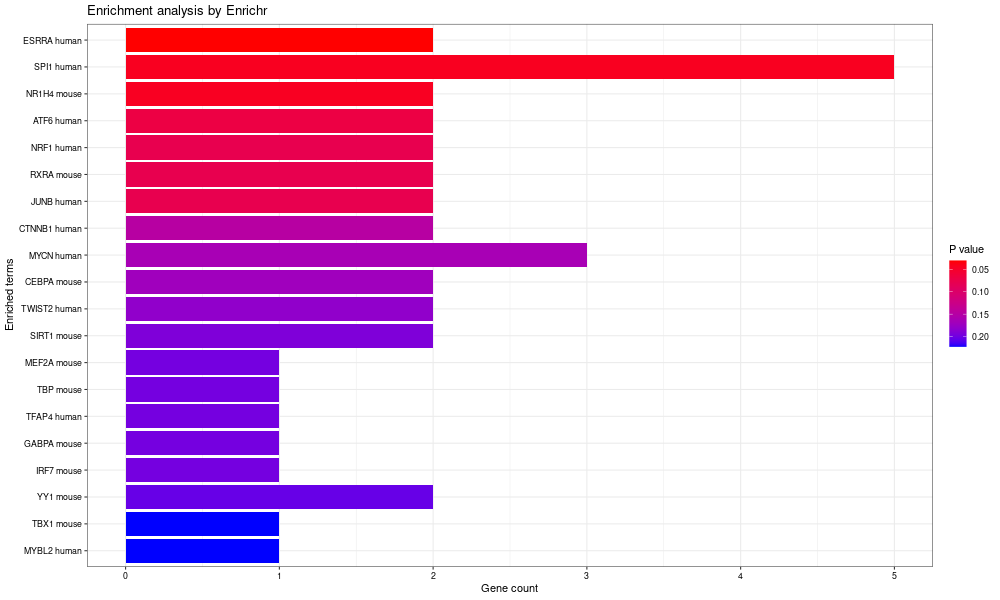 Enrichment analysis by Enrichr
ESRRA human
SPI1 human
NR1H4 mouse
ATF6 human
NRF1 human
RXRA mouse
JUNB human
CTNNB1 human
MYCN human
CEBPA mouse
TWIST2 human
SIRT1 mouse
MEF2A mouse
TBP mouse
TFAP4 human
GABPA mouse
IRF7 mouse
YY1 mouse
TBX1 mouse
MYBL2 human
Enriched terms
0 1 2 3 4 5
Gene count
P value
0.05
0.10
0.15
0.20